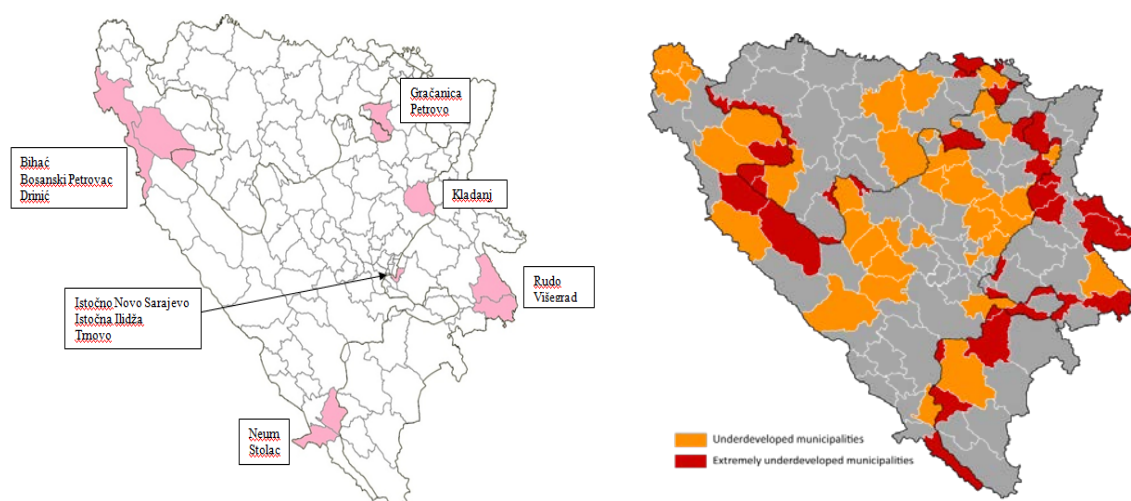 Gračanica
Petrovo
Bihać
Bosanski Petrovac
Drinić
Kladanj
Istočno Novo Sarajevo
Istočna Ilidža
Trnovo
Rudo
Višegrad
Neum
Stolac
Underdeveloped municipalities
Extremely underdeveloped municipalities